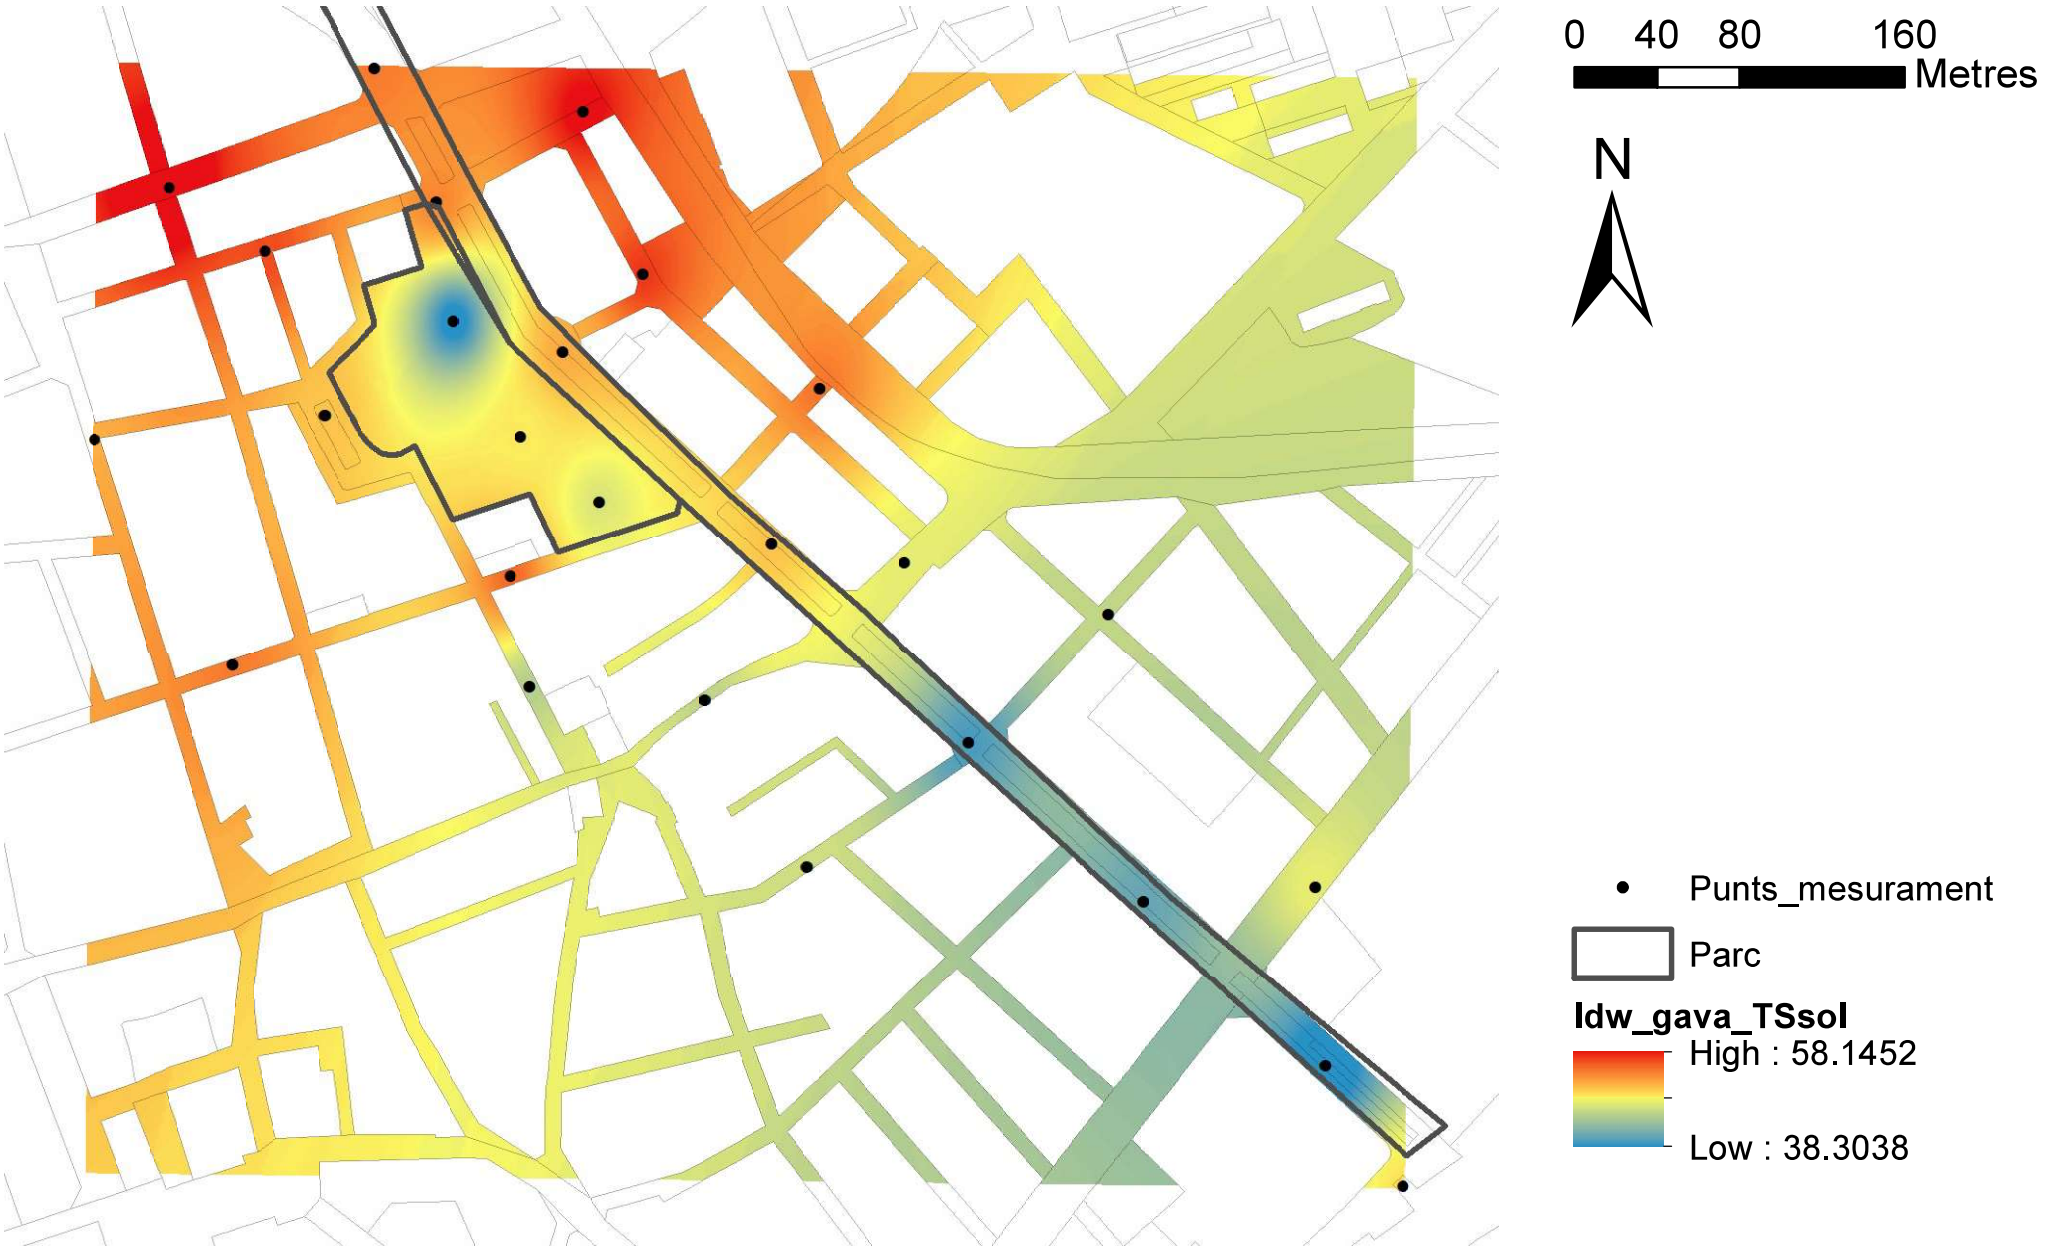 0 40 80 160
Metres
N
Punts_mesurament
Parc
Idw_gava_TSsol
High : 58.1452
Low : 38.3038